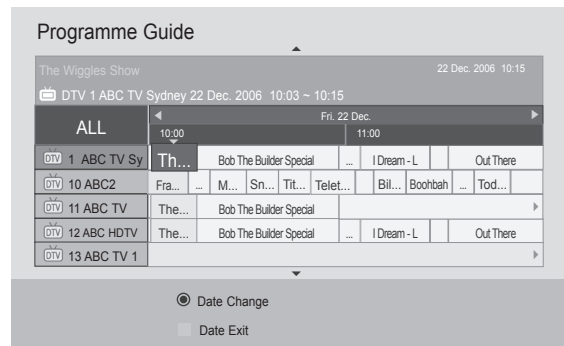 Programme Guide
The Wiggles Show 22 Dec. 2006 10:15
DTV 1 ABC TV Sydney 22 Dec. 2006 10:03 ~ 10:15
ALL Fri. 22 Dec.
10:00 11:00
DTV 1 ABC TV Sy Th... Bob The Builder Special ... I Dream - L Out There
DTV 10 ABC2 Fra... ... M... Sn... Tit... Telet... Bil... Boohbah ... Tod...
DTV 11 ABC TV The... Bob The Builder Special
DTV 12 ABC HDTV The... Bob The Builder Special ... I Dream - L Out There
DTV 13 ABC TV 1
Date Change
Date Exit